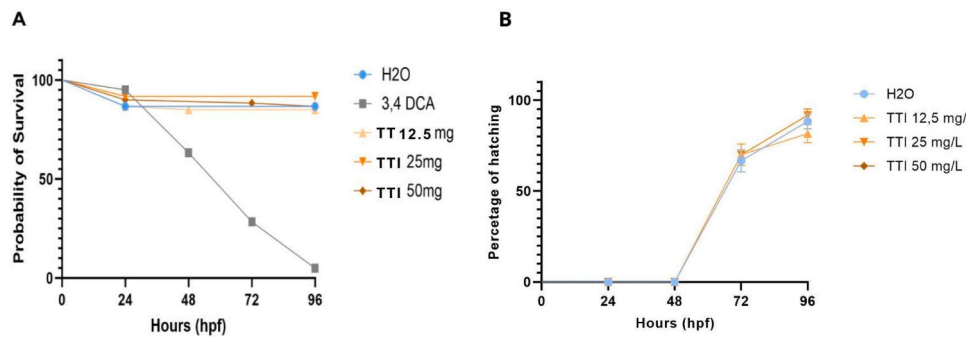 A
Probability of Survival
100
50
0
0 24 48 72 96
Hours (hpf)
H2O
3,4 DCA
TT 12.5 mg
TTI 25mg
TTI 50mg
B
Percetage of hatching
100
50
0
0 24 48 72 96
Hours (hpf)
H2O
TTI 12,5 mg/
TTI 25 mg/L
TTI 50 mg/L